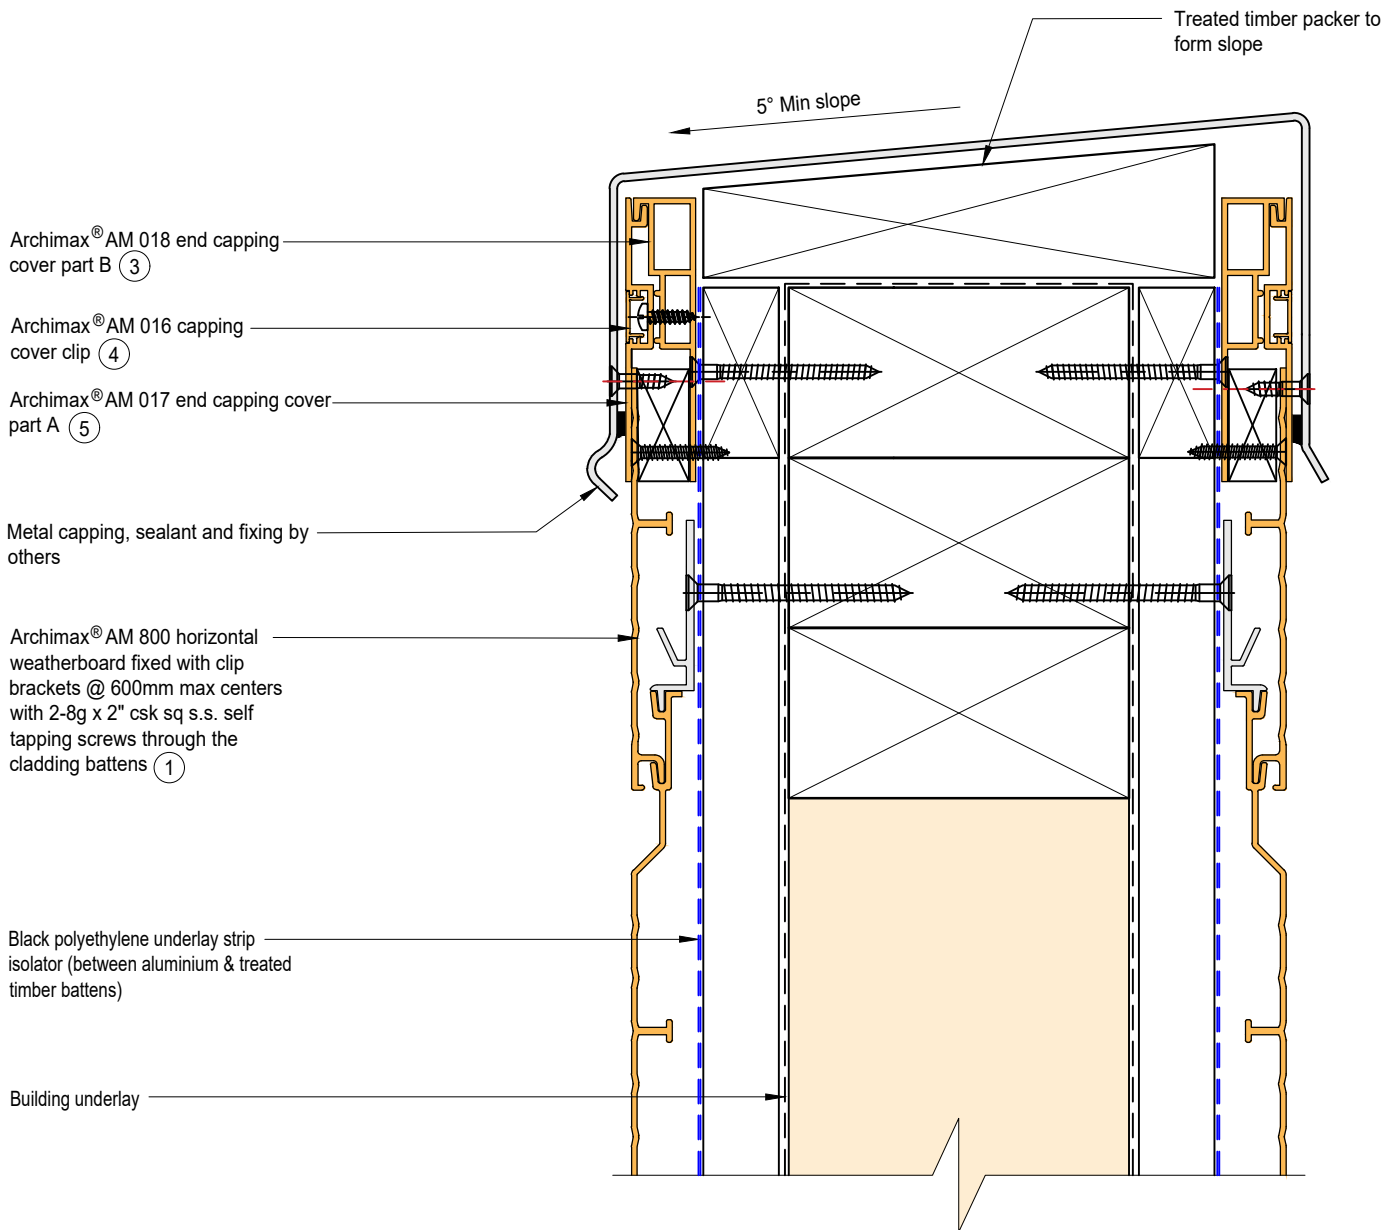 Treated timber packer to
form slope
5° Min slope
Archimax® AM 018 end capping
cover part B 3
Archimax® AM 016 capping
cover clip 4
Archimax® AM 017 end capping cover
part A 5
Metal capping, sealant and fixing by
others
Archimax® AM 800 horizontal
weatherboard fixed with clip
brackets @ 600mm max centers
with 2-8g x 2" csk sq s.s. self
tapping screws through the
cladding battens 1
Black polyethylene underlay strip
isolator (between aluminium & treated
timber battens)
Building underlay